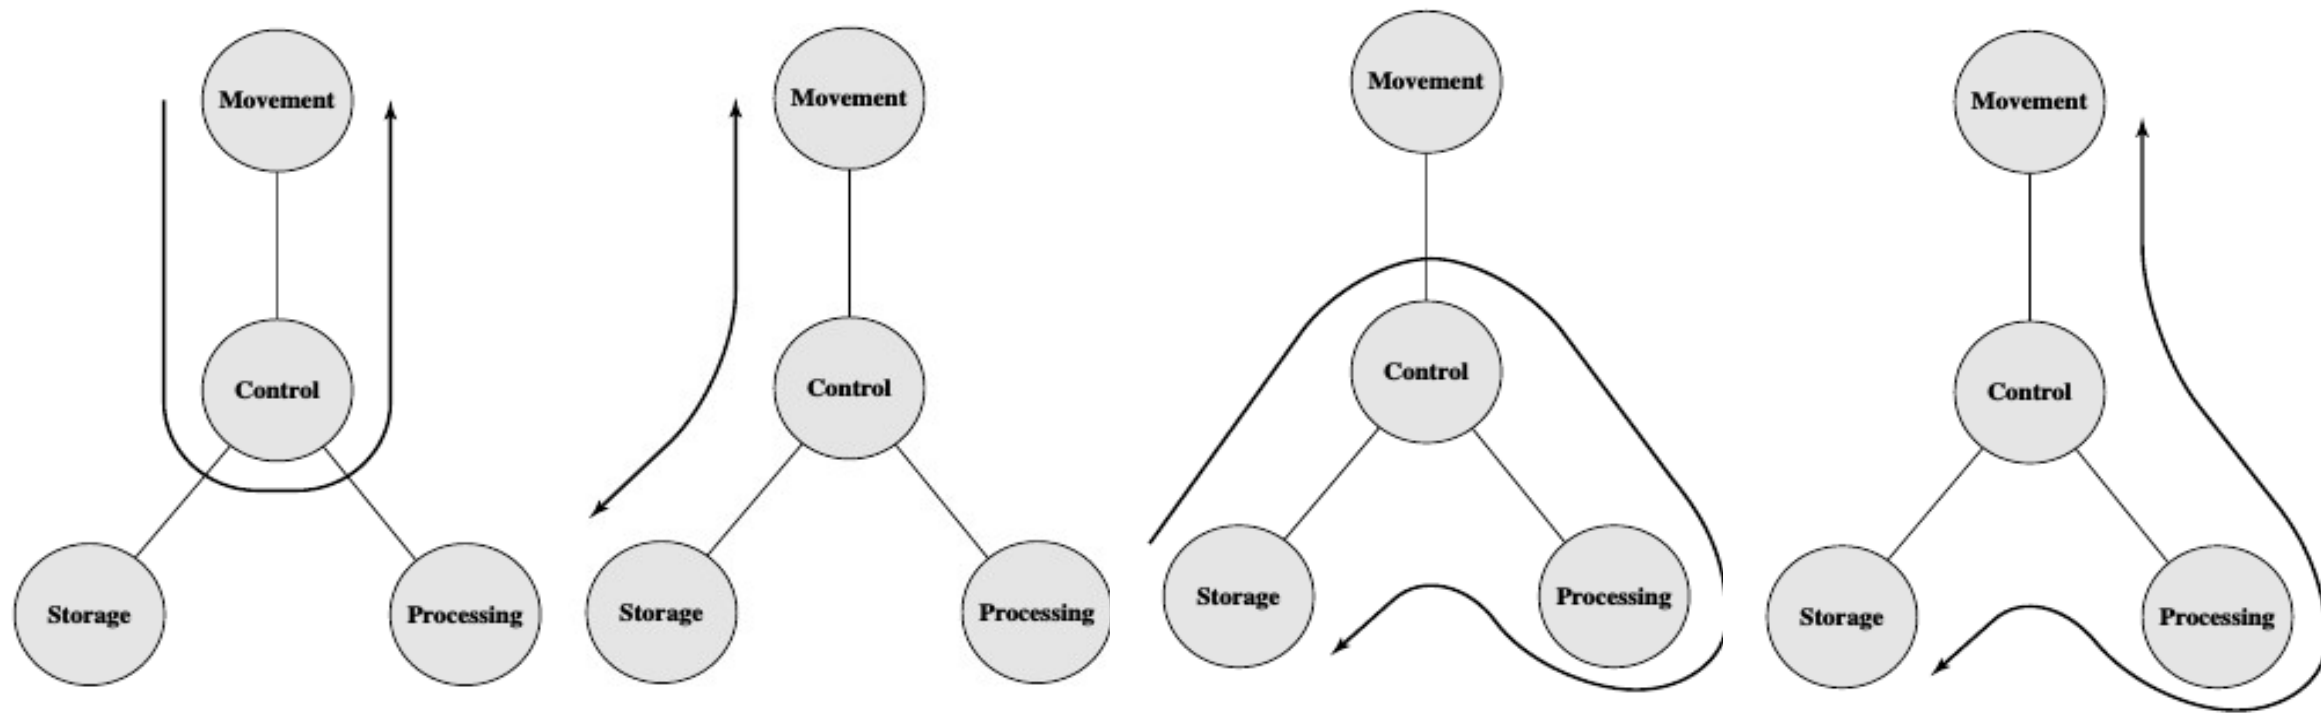 Movement
Control
Storage
Processing
Movement
Control
Storage
Processing
Movement
Control
Storage
Processing
Movement
Control
Storage
Processing